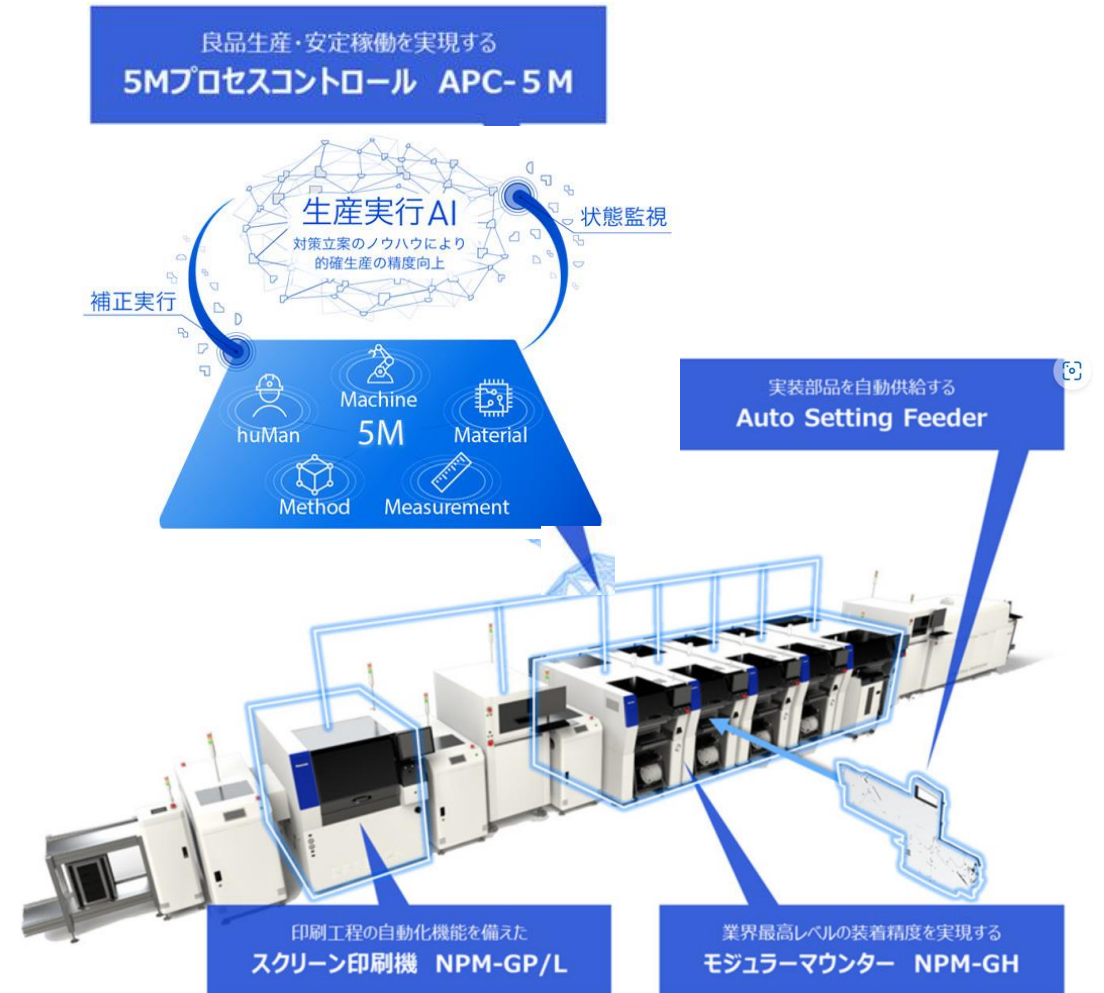 良品生産・安定稼働を実現する
5Mプロセスコントロール APC-5M
生産実行AI
対策立案のノウハウにより
的確生産の精度向上
状態監視
補正実行
huMan
Machine
5M
Material
Method
Measurement
実装部品を自動供給する
Auto Setting Feeder
印刷工程の自動化機能を備えた
スクリーン印刷機 NPM-GP/L
業界最高レベルの装着精度を実現する
モジュラーマウンター NPM-GH